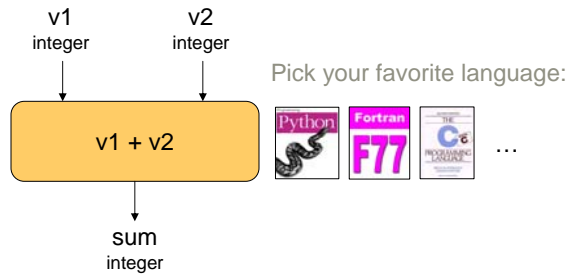 v1
integer
v2
integer
Pick your favorite language:
v1 + v2
Python
Fortran
F77
THE
C
PROGRAMMING
LANGUAGE
...
sum
integer